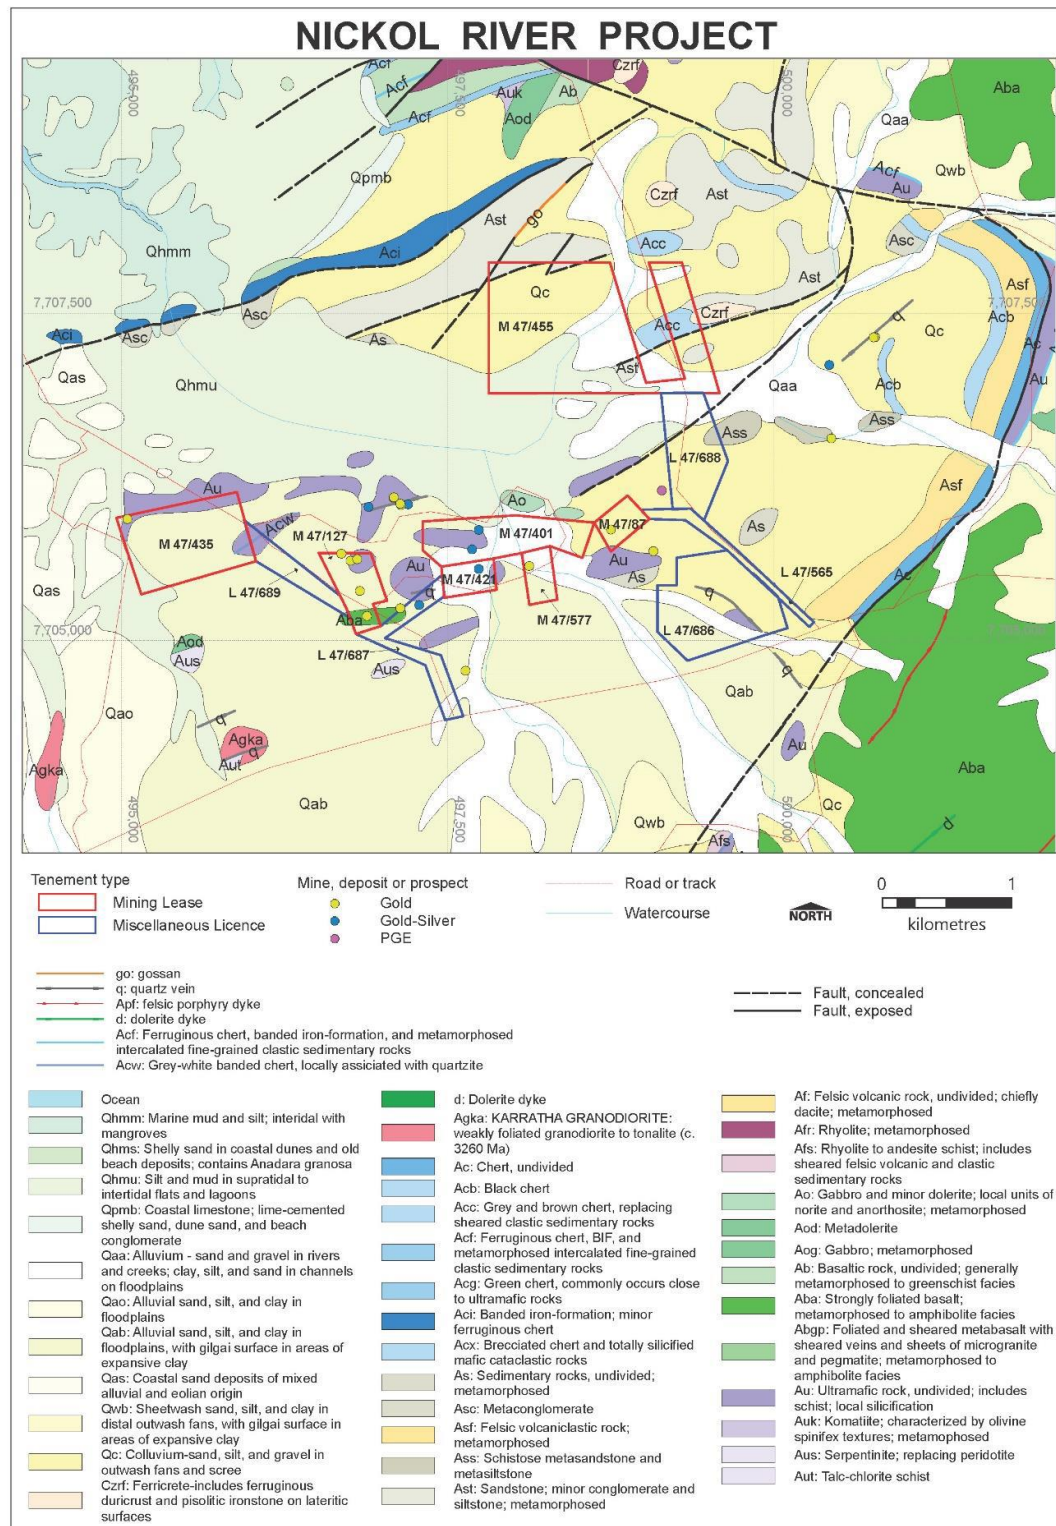 NICKOL RIVER PROJECT
495,000
497,500
500,000
Acf
Acf
Acf
Auk
Ab
Aod
Czrf
Qaa
Aba
Qwb
Acf
Au
Qpmb
Qhmm
Ast
go
Czrf
Ast
Aci
Acc
Asc
Ast
Asf
7,707,500
7,707,500
Qc
M 47/455
Czrf
Acc
Qc
Acb
Ac
Asc
As
Aci
Asc
Ast
q
Au
Qas
Qhmu
Qaa
Acb
Ass
Ass
L 47/688
Asf
Au
Ao
As
Acw
M 47/127
M 47/401
M 47/87
M 47/435
Au
Au
As
L 47/565
Ac
Qas
L 47/689
M 47/421
q
q
M 47/577
L 47/686
Aba
7,705,000
Aod
Aus
L 47/687
Aus
q
Qab
Qao
q
Agka
q
Aut
Agka
Au
Aba
495,000
497,500
500,000
Qab
Qwb
Qc
Afs
d
Tenement type
Mining Lease
Miscellaneous Licence
Mine, deposit or prospect
Gold
Gold-Silver
PGE
Road or track
Watercourse
NORTH
0 1
kilometres
go: gossan
q: quartz vein
Apf: felsic porphyry dyke
d: dolerite dyke
Acf: Ferruginous chert, banded iron-formation, and metamorphosed
intercalated fine-grained clastic sedimentary rocks
Acw: Grey-white banded chert, locally assiciated with quartzite
Fault, concealed
Fault, exposed
Ocean
Qhmm: Marine mud and silt; interidal with
mangroves
Qhms: Shelly sand in coastal dunes and old
beach deposits; contains Anadara granosa
Qhmu: Silt and mud in supratidal to
intertidal flats and lagoons
Qpmb: Coastal limestone; lime-cemented
shelly sand, dune sand, and beach
conglomerate
Qaa: Alluvium - sand and gravel in rivers
and creeks; clay, silt, and sand in channels
on floodplains
Qao: Alluvial sand, silt, and clay in
floodplains
Qab: Alluvial sand, silt, and clay in
floodplains, with gilgai surface in areas of
expansive clay
Qas: Coastal sand deposits of mixed
alluvial and eolian origin
Qwb: Sheetwash sand, silt, and clay in
distal outwash fans, with gilgai surface in
areas of expansive clay
Qc: Colluvium-sand, silt, and gravel in
outwash fans and scree
Czrf: Ferricrete-includes ferruginous
duricrust and pisolitic ironstone on lateritic
surfaces
d: Dolerite dyke
Agka: KARRATHA GRANODIORITE:
weakly foliated granodiorite to tonalite (c.
3260 Ma)
Ac: Chert, undivided
Acb: Black chert
Acc: Grey and brown chert, replacing
sheared clastic sedimentary rocks
Acf: Ferruginous chert, BIF, and
metamorphosed intercalated fine-grained
clastic sedimentary rocks
Acg: Green chert, commonly occurs close
to ultramafic rocks
Aci: Banded iron-formation; minor
ferruginous chert
Acx: Brecciated chert and totally silicified
mafic cataclastic rocks
As: Sedimentary rocks, undivided;
metamorphosed
Asc: Metaconglomerate
Asf: Felsic volcaniclastic rock;
metamorphosed
Ass: Schistose metasandstone and
metasiltstone
Ast: Sandstone; minor conglomerate and
siltstone; metamorphosed
Af: Felsic volcanic rock, undivided; chiefly
dacite; metamorphosed
Afr: Rhyolite; metamorphosed
Afs: Rhyolite to andesite schist; includes
sheared felsic volcanic and clastic
sedimentary rocks
Ao: Gabbro and minor dolerite; local units of
norite and anorthosite; metamorphosed
Aod: Metadolerite
Aog: Gabbro; metamorphosed
Ab: Basaltic rock, undivided; generally
metamorphosed to greenschist facies
Aba: Strongly foliated basalt;
metamorphosed to amphibolite facies
Abgp: Foliated and sheared metabasalt with
sheared veins and sheets of microgranite
and pegmatite; metamorphosed to
amphibolite facies
Au: Ultramafic rock, undivided; includes
schist; local silification
Auk: Komatiite; characterized by olivine
spinifex textures; metamophosed
Aus: Serpentinite; replacing peridotite
Aut: Talc-chlorite schist